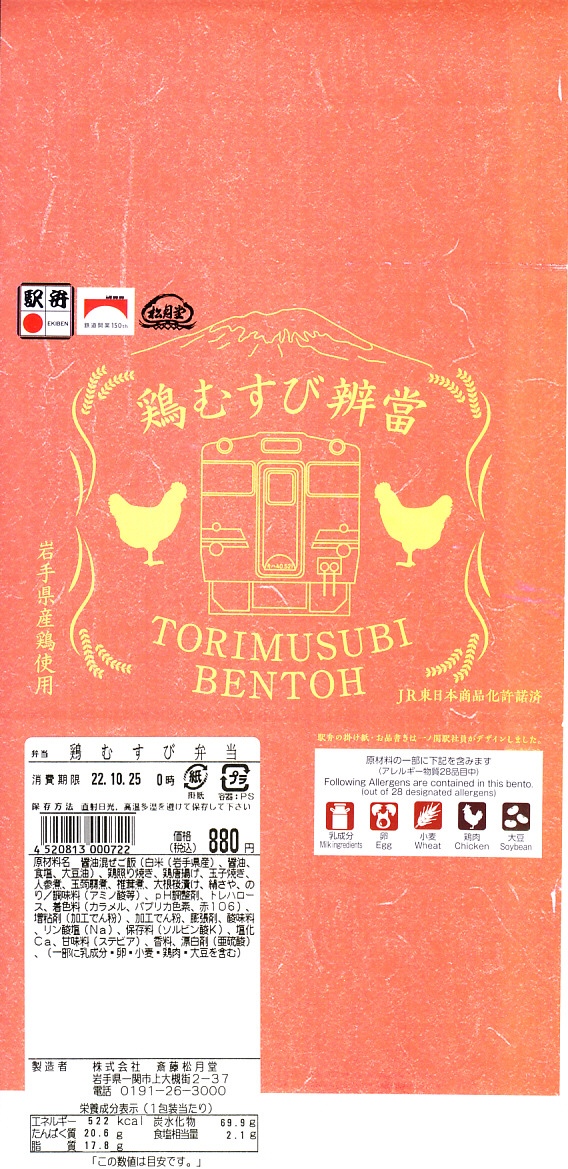 駅弁
EKIBEN
鉄道開業150th
松月堂
鶏むすび辨當
キハ40 521
TORIMUSUBI
BENTOH
岩手県産鶏使用
JR東日本商品化許諾済
駅弁の掛け紙・お品書きは一ノ関駅社員がデザインしました。
弁当 鶏むすび弁当
消費期限 22.10.25 0時
紙 プラ
掛紙 容器:PS
保存方法 直射日光、高温多湿を避けて保存して下さい
価格
(税込) 880円
4 520813 000722
原材料名 醤油混ぜご飯(白米(岩手県産)、醤油、
食塩、大豆油)、鶏照り焼き、鶏唐揚げ、玉子焼き、
人参煮、玉蒟蒻煮、椎茸煮、大根桜漬け、絹さや、の
り/調味料(アミノ酸等)、pH調整剤、トレハロー
ス、着色料(カラメル、パプリカ色素、赤106)、
増粘剤(加工でん粉)、加工でん粉、膨張剤、酸味料
、リン酸塩(Na)、保存料(ソルビン酸K)、塩化
Ca、甘味料(ステビア)、香料、漂白剤(亜硫酸)
、(一部に乳成分・卵・小麦・鶏肉・大豆を含む)
製造者 株式会社 斎藤松月堂
岩手県一関市上大槻街2-37
電話 0191-26-3000
栄養成分表示(1包装当たり)
エネルギー 522 kcal 炭水化物 69.9 g
たんぱく質 20.6 g 食塩相当量 2.1 g
脂質 17.8 g
「この数値は目安です。」
原材料の一部に下記を含みます
(アレルギー物質28品目中)
Following Allergens are contained in this bento.
(out of 28 designated allergens)
乳成分 卵 小麦 鶏肉 大豆
Milk ingredients Egg Wheat Chicken Soybean